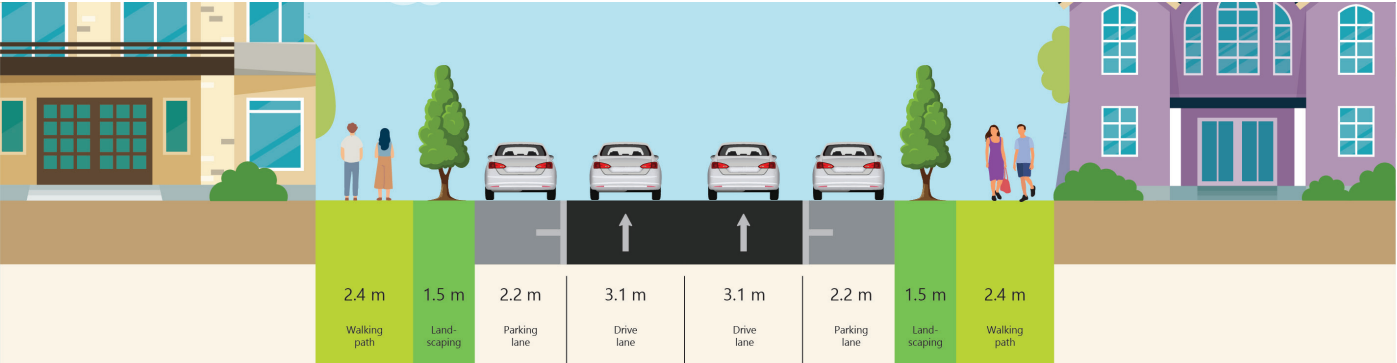 2.4 m 1.5 m 2.2 m 3.1 m 3.1 m 2.2 m 1.5 m 2.4 m
Walking Land- Parking Drive Drive Parking Land- Walking
path scaping lane lane lane lane scaping path